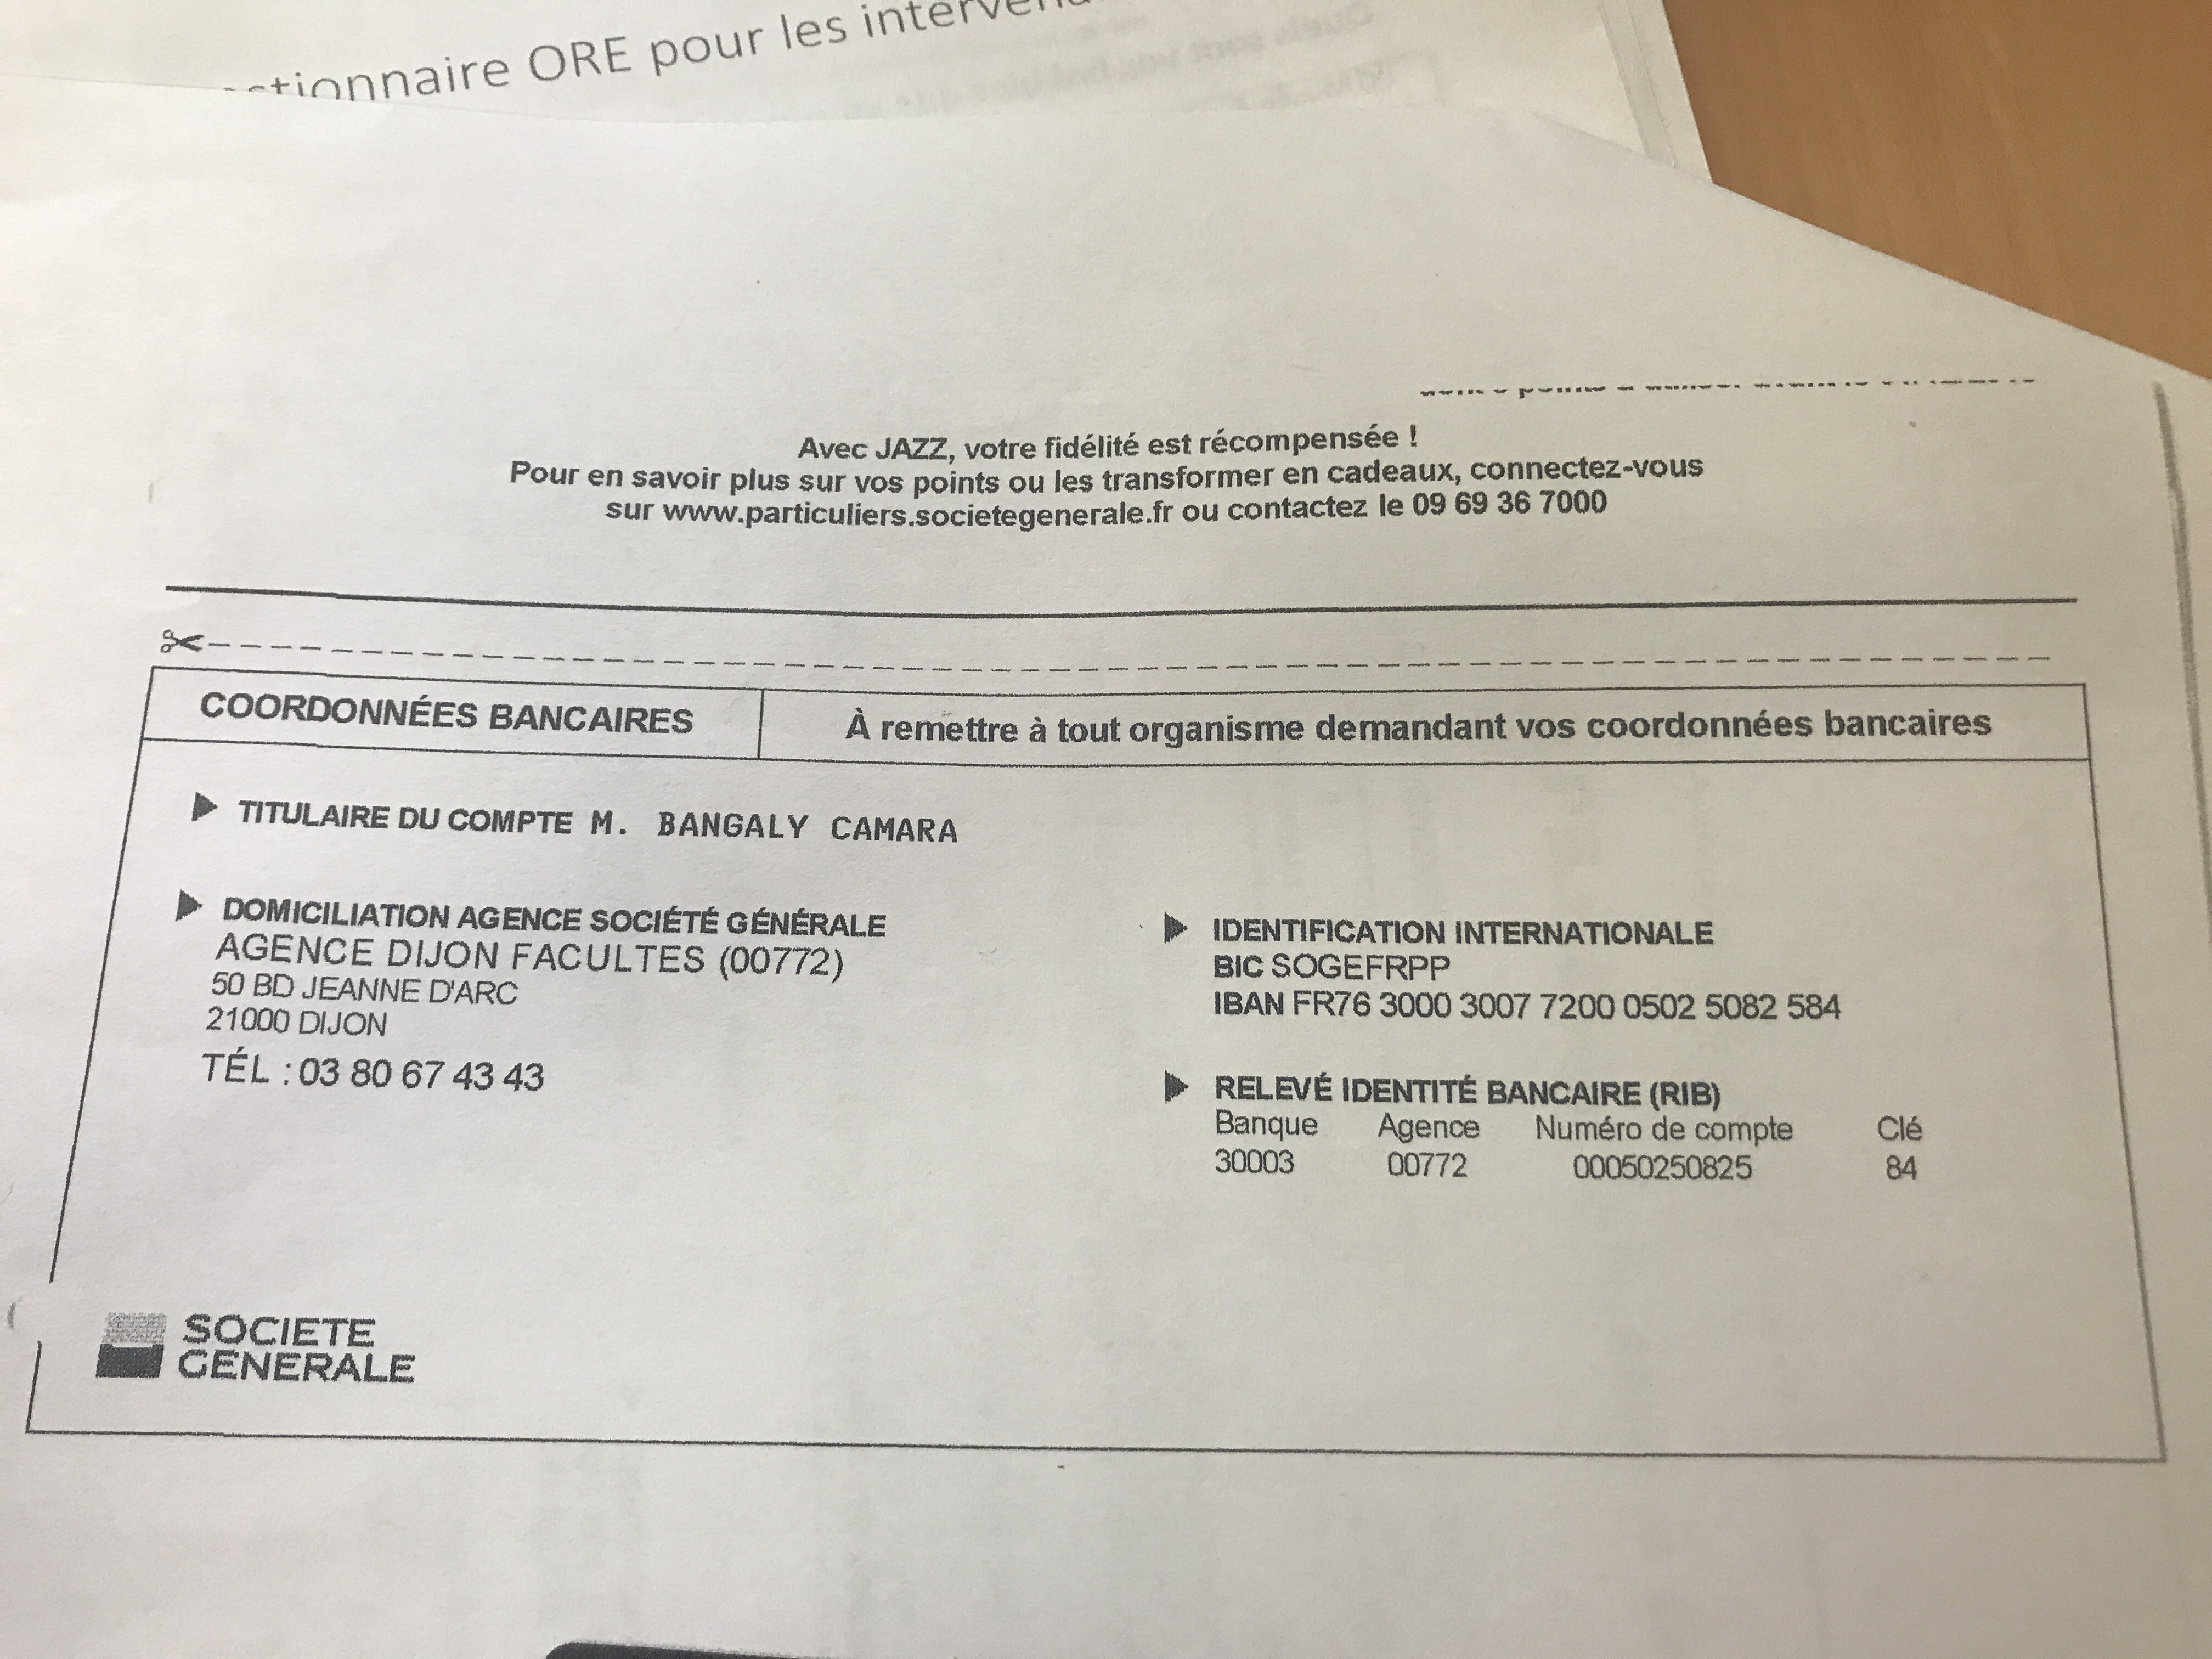 ORE pour les
Avec JAZZ, votre fidélité est récompensée !
Pour en savoir plus sur vos points ou les transformer en cadeaux, connectez-vous
sur www.particuliers.societegenerale.fr ou contactez le 09 69 36 7000
COORDONNÉES BANCAIRES
À remettre à tout organisme demandant vos coordonnées bancaires
TITULAIRE DU COMPTE M. BANGALY CAMARA
DOMICILIATION AGENCE SOCIÉTÉ GÉNÉRALE
AGENCE DIJON FACULTES (00772)
50 BD JEANNE D'ARC
21000 DIJON
TÉL : 03 80 67 43 43
IDENTIFICATION INTERNATIONALE
BIC SOGEFRPP
IBAN FR76 3000 3007 7200 0502 5082 584
RELEVÉ IDENTITÉ BANCAIRE (RIB)
Banque Agence Numéro de compte Clé
30003 00772 00050250825 84
SOCIETE
GENERALE